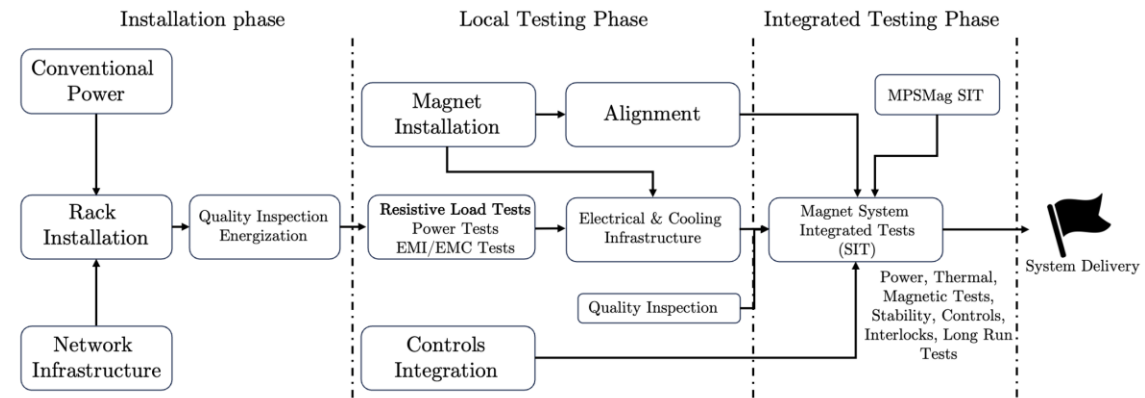 Installation phase
Local Testing Phase
Integrated Testing Phase
Conventional
Power
Rack
Installation
Network
Infrastructure
Quality Inspection
Energization
Magnet
Installation
Alignment
Resistive Load Tests
Power Tests
EMI/EMC Tests
Electrical & Cooling
Infrastructure
Quality Inspection
Controls
Integration
MPSMag SIT
Magnet System
Integrated Tests
(SIT)
Power, Thermal,
Magnetic Tests,
Stability, Controls,
Interlocks, Long Run
Tests
System Delivery